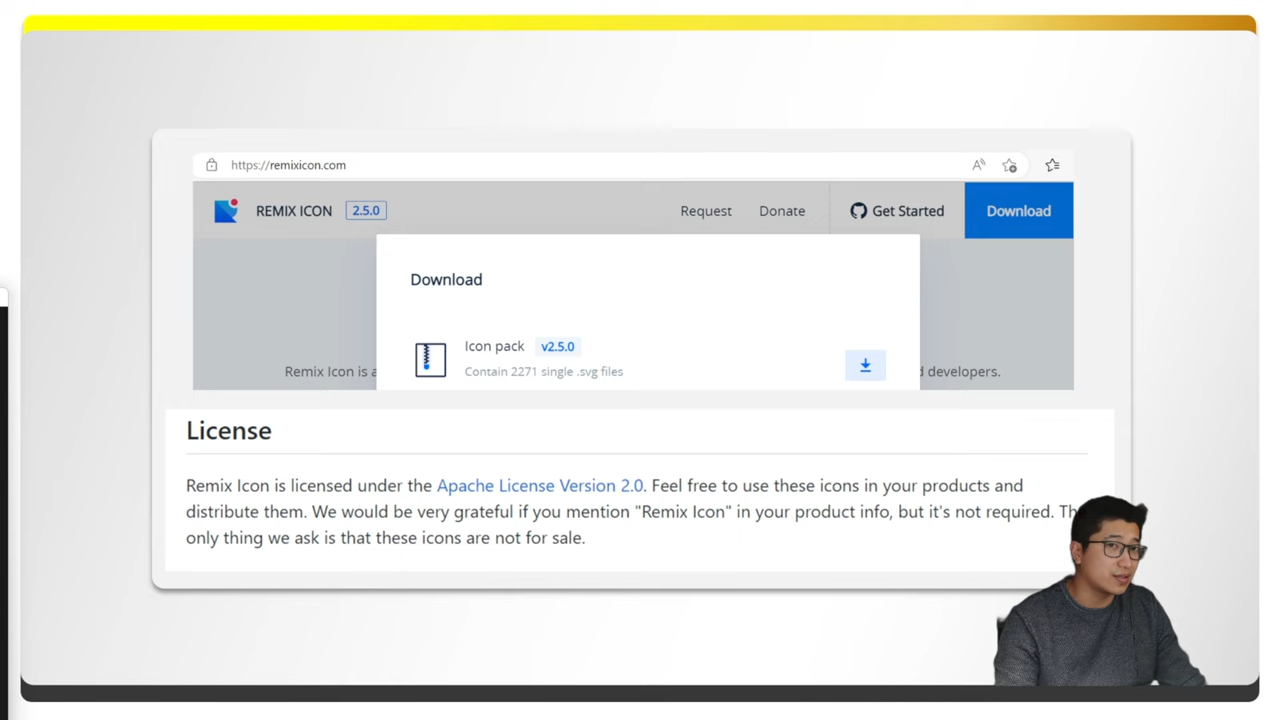 https://remixicon.com
REMIX ICON 2.5.0 Request Donate Get Started Download
Download
Icon pack v2.5.0
Contain 2271 single .svg files
Remix Icon is a d developers.
License
Remix Icon is licensed under the Apache License Version 2.0. Feel free to use these icons in your products and
distribute them. We would be very grateful if you mention "Remix Icon" in your product info, but it's not required. Th
only thing we ask is that these icons are not for sale.